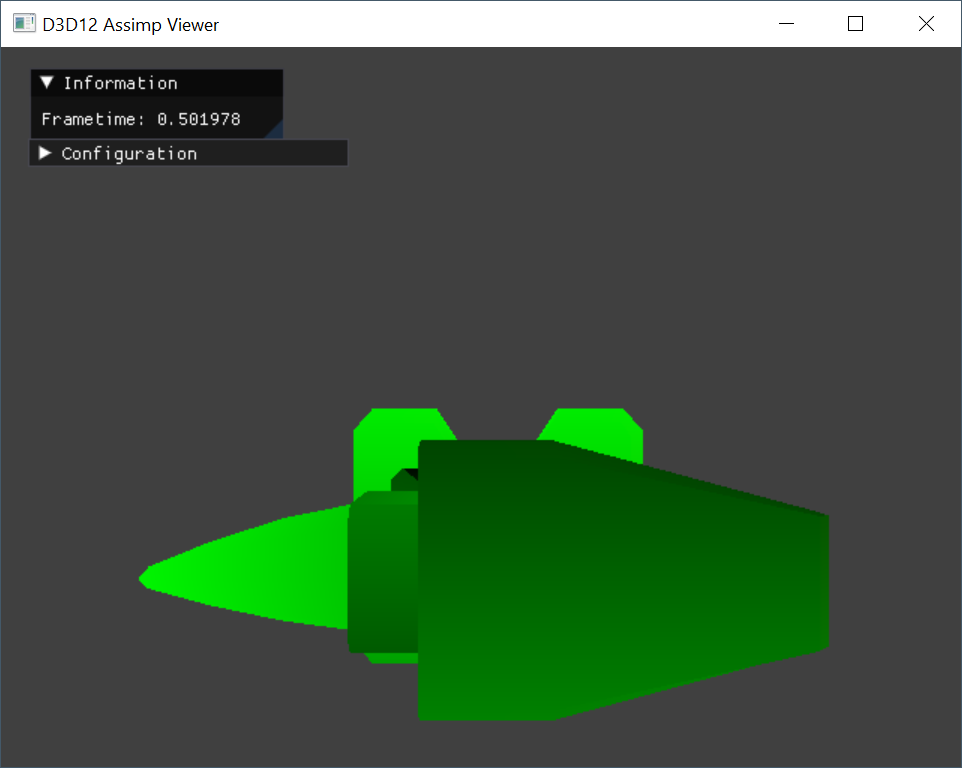 D3D12 Assimp Viewer
Information
Frametime: 0.501978
Configuration